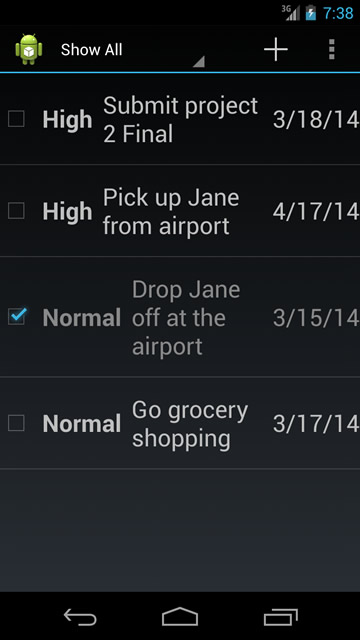 3G 7:38
Show All
High Submit project 3/18/14
2 Final
High Pick up Jane 4/17/14
from airport
Normal Drop Jane 3/15/14
off at the
airport
Normal Go grocery 3/17/14
shopping